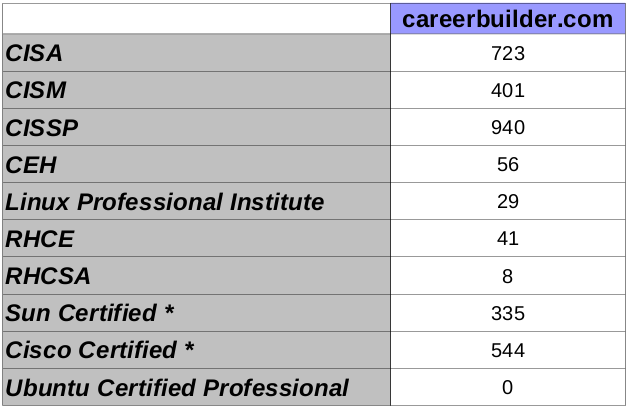 careerbuilder.com
CISA 723
CISM 401
CISSP 940
CEH 56
Linux Professional Institute 29
RHCE 41
RHCSA 8
Sun Certified * 335
Cisco Certified * 544
Ubuntu Certified Professional 0